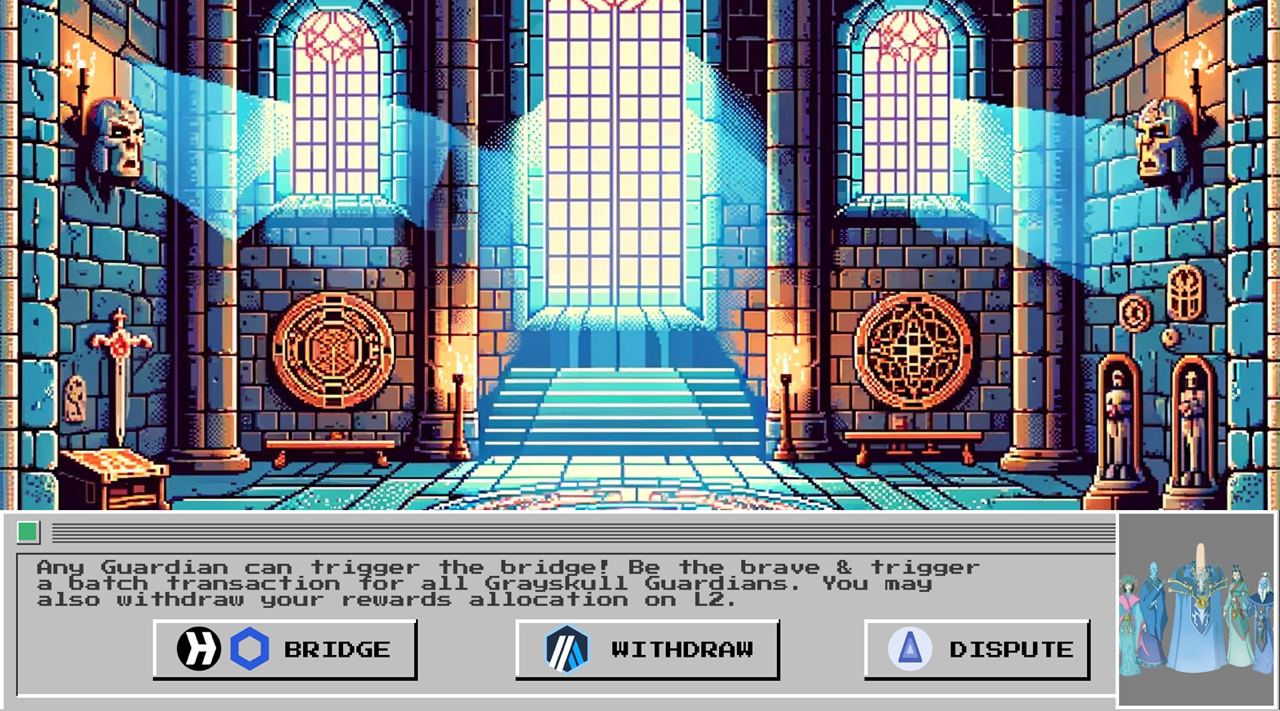 Any Guardian can trigger the bridge! Be the brave & trigger
a batch transaction for all Grayskull Guardians. You may
also withdraw your rewards allocation on L2.
BRIDGE
WITHDRAW
DISPUTE